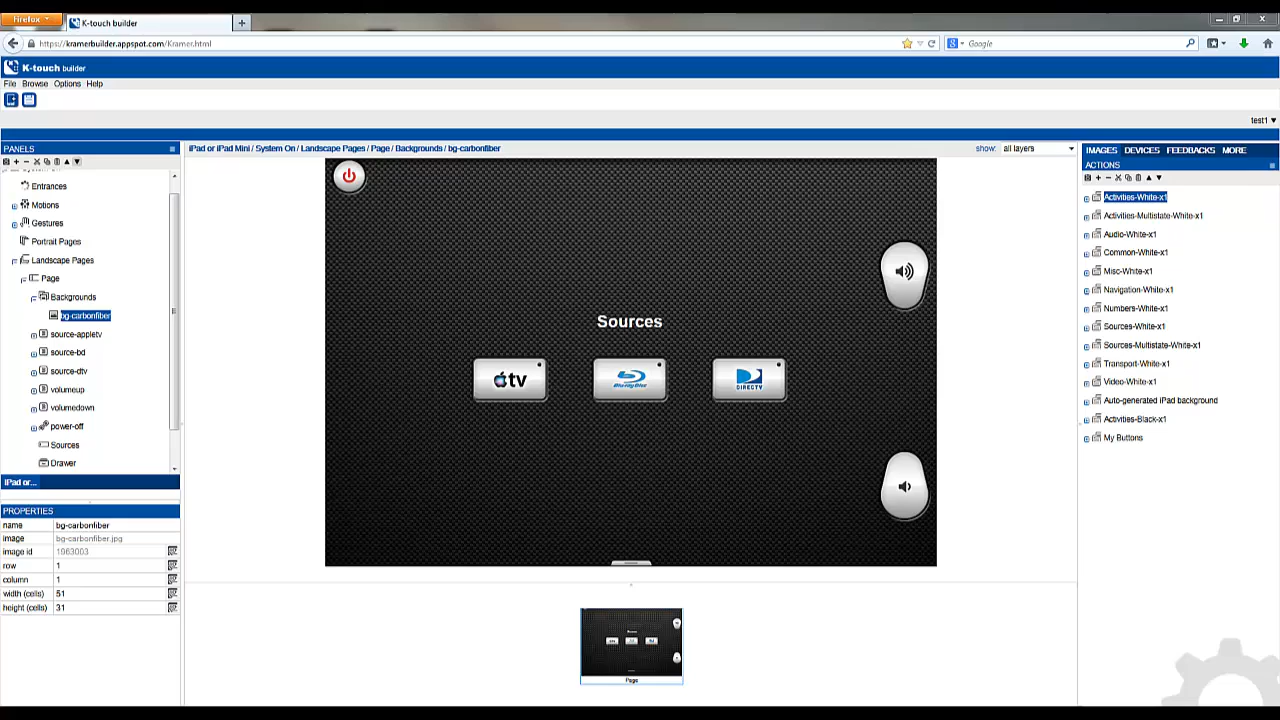 Firefox
K-touch builder
https://kramerbuilder.appspot.com/Kramer.html
Google
K-touch builder
File Browse Options Help
test1
PANELS
iPad or iPad Mini / System On / Landscape Pages / Page / Backgrounds / bg-carbonfiber
show: all layers
IMAGES DEVICES FEEDBACKS MORE
ACTIONS
Entrances
Motions
Gestures
Portrait Pages
Landscape Pages
Page
Backgrounds
bg-carbonfiber
source-appletv
source-bd
source-dtv
volumeup
volumedown
power-off
Sources
Drawer
iPad or...
PROPERTIES
name bg-carbonfiber
image bg-carbonfiber.jpg
image id 1963003
row 1
column 1
width (cells) 51
height (cells) 31
Sources
tv
Blu-ray Disc
DIRECTV
Page
Activities-White-x1
Activities-Multistate-White-x1
Audio-White-x1
Common-White-x1
Misc-White-x1
Navigation-White-x1
Numbers-White-x1
Sources-White-x1
Sources-Multistate-White-x1
Transport-White-x1
Video-White-x1
Auto-generated iPad background
Activities-Black-x1
My Buttons